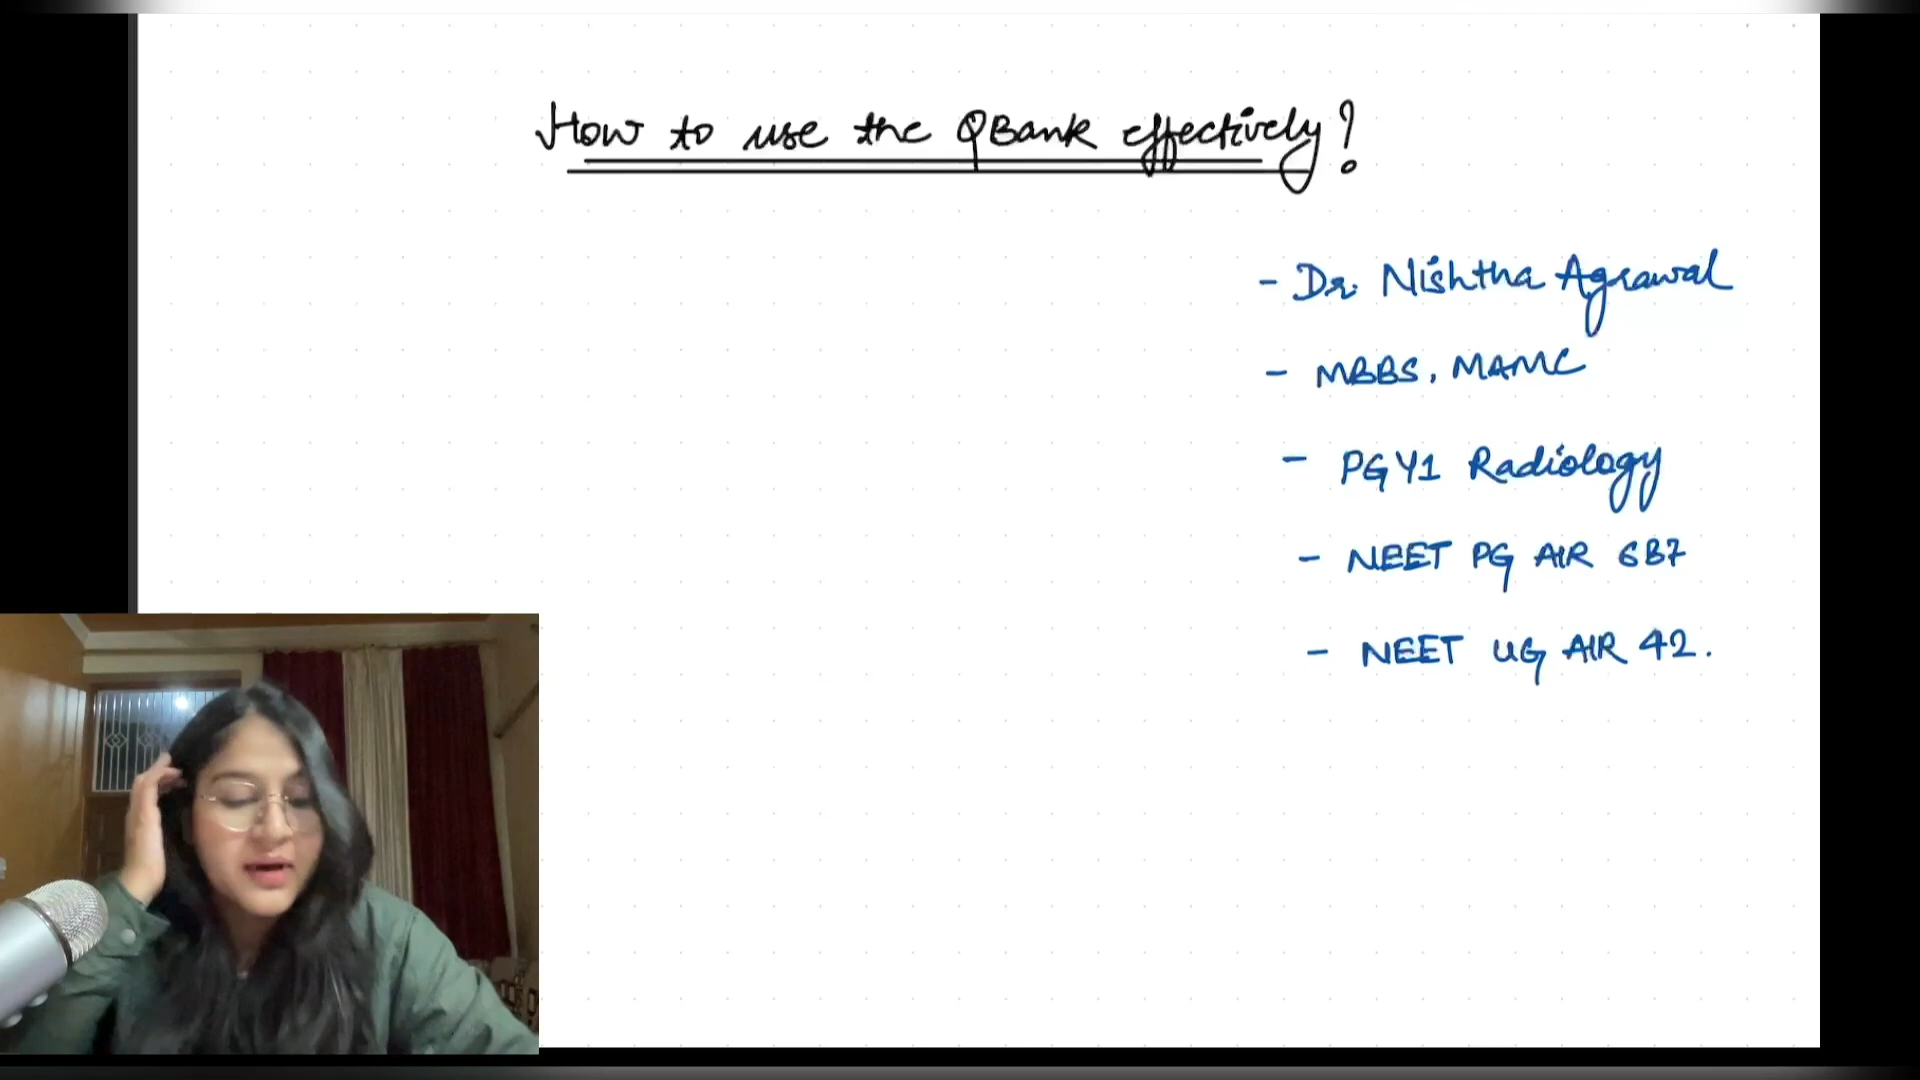 How to use the QBank effectively?
- Dr. Nishtha Agrawal
- MBBS, MAMC
- PGY1 Radiology
- NEET PG AIR 687
- NEET UG AIR 42.